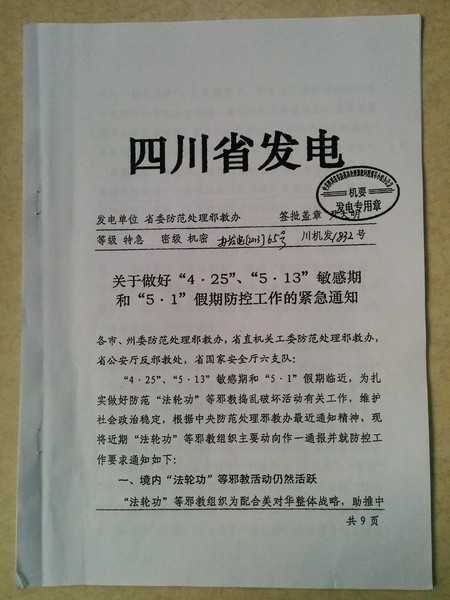 四川省发电
机要
发电专用章
发电单位 省委防范处理邪教办 签批盖章
等级 特急 密级 机密 川机发1832号
关于做好“4·25”、“5·13”敏感期
和“5·1”假期防控工作的紧急通知
各市、州委防范处理邪教办，省直机关工委防范处理邪教办，
省公安厅反邪教处，省国家安全厅六支队：
“4·25”、“5·13”敏感期和“5·1”假期临近，为扎
实做好防范“法轮功”等邪教捣乱破坏活动有关工作，维护
社会政治稳定，根据中央防范处理邪教办最近通知精神，现
将近期“法轮功”等邪教组织主要动向作一通报并就防控工
作要求通知如下：
一、境内“法轮功”等邪教活动仍然活跃
“法轮功”等邪教组织为配合美对华整体战略，助推中
共9页